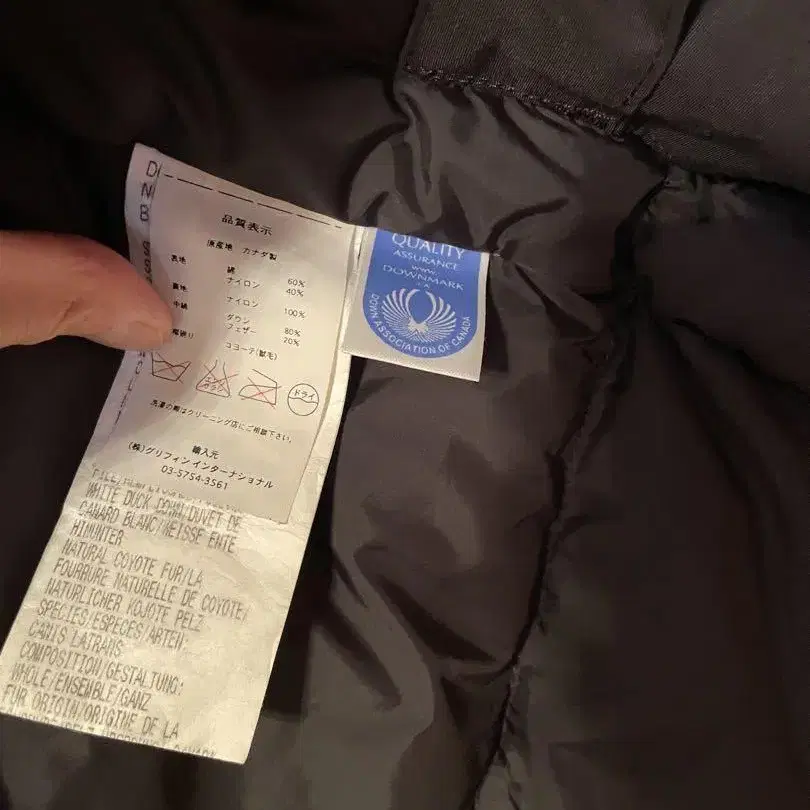 D
N
B
品質表示
原産地 カナダ製
表地 綿 60%
ナイロン 40%
裏地 ナイロン 100%
中綿 ダウン 80%
フェザー 20%
コヨーテ(獣毛)
ドライ
洗濯の際はクリーニング店にご相談下さい。
輸入元
(株)グリフィンインターナショナル
03-5754-3561
WHITE DUCK DOWN/DUVET DE
CANARD BLANC/WEISSE ENTE
HINUNTER
NATURAL COYOTE FUR/LA
FOURRURE NATURELLE DE COYOTE/
NATURLICHER KOJOTE PELZ
SPECIES/ESPECES/ARTEN:
CANIS LATRANS
COMPOSITION/GESTALTUNG:
WHOLE/ENSEMBLE/GANZ
FUR ORIGIN/ORIGINE DE LA
QUALITY
ASSURANCE
www.
DOWNMARK
.CA
DOWN ASSOCIATION OF CANADA